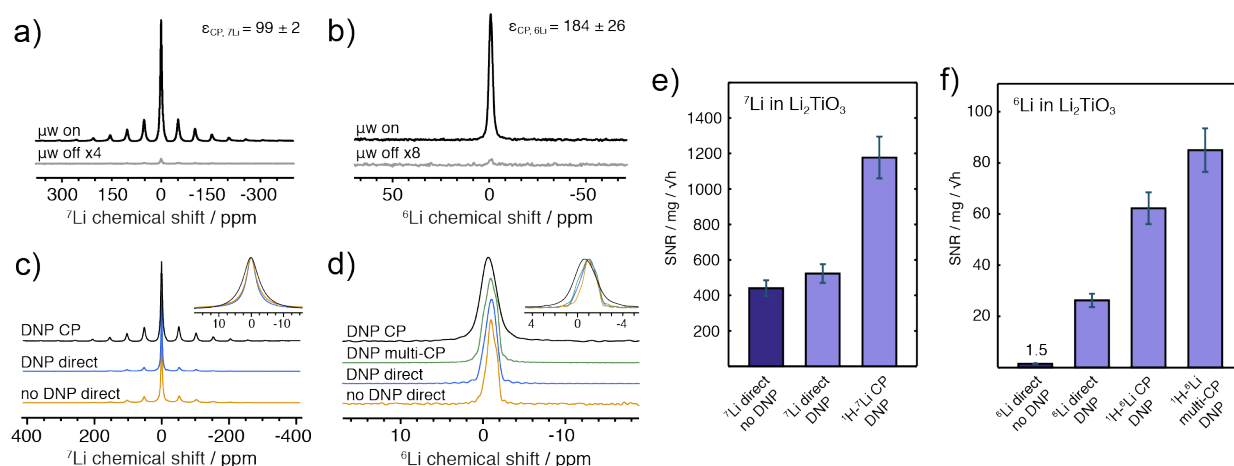 a)
ε_CP, 7Li = 99 ± 2
μw on
μw off x4
300 150 0 -150 -300
⁷Li chemical shift / ppm
b)
ε_CP, 6Li = 184 ± 26
μw on
μw off x8
50 0 -50
⁶Li chemical shift / ppm
c)
10 0 -10
DNP CP
DNP direct
no DNP direct
400 200 0 -200 -400
⁷Li chemical shift / ppm
d)
4 0 -4
DNP CP
DNP multi-CP
DNP direct
no DNP direct
10 0 -10
⁶Li chemical shift / ppm
e)
⁷Li in Li₂TiO₃
SNR / mg / √h
1400
1200
1000
800
600
400
200
⁷Li direct
no DNP
⁷Li direct
DNP
¹H-⁷Li CP
DNP
f)
⁶Li in Li₂TiO₃
SNR / mg / √h
100
80
60
40
20
1.5
⁶Li direct
no DNP
⁶Li direct
DNP
¹H-⁶Li CP
DNP
¹H-⁶Li
multi-CP
DNP